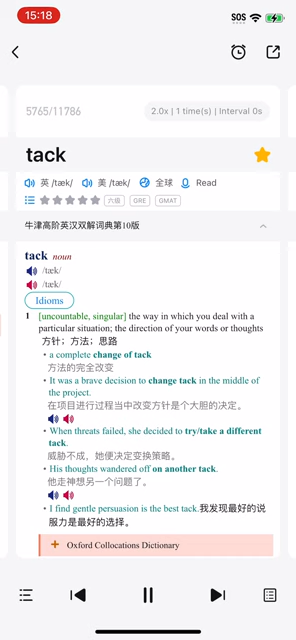 15:18
SOS
5765/11786
2.0x | 1 time(s) | Interval 0s
tack
英 /tæk/ 美 /tæk/ 全球 Read
六级 GRE GMAT
牛津高阶英汉双解词典第10版
tack noun
/tæk/
/tæk/
Idioms
1 [uncountable, singular] the way in which you deal with a
particular situation; the direction of your words or thoughts
方针；方法；思路
• a complete change of tack
方法的完全改变
• It was a brave decision to change tack in the middle of
the project.
在项目进行过程当中改变方针是个大胆的决定。
• When threats failed, she decided to try/take a different
tack.
威胁不成，她便决定变换策略。
• His thoughts wandered off on another tack.
他走神想另一个问题了。
• I find gentle persuasion is the best tack.我发现最好的说
服力是最好的选择。
+ Oxford Collocations Dictionary